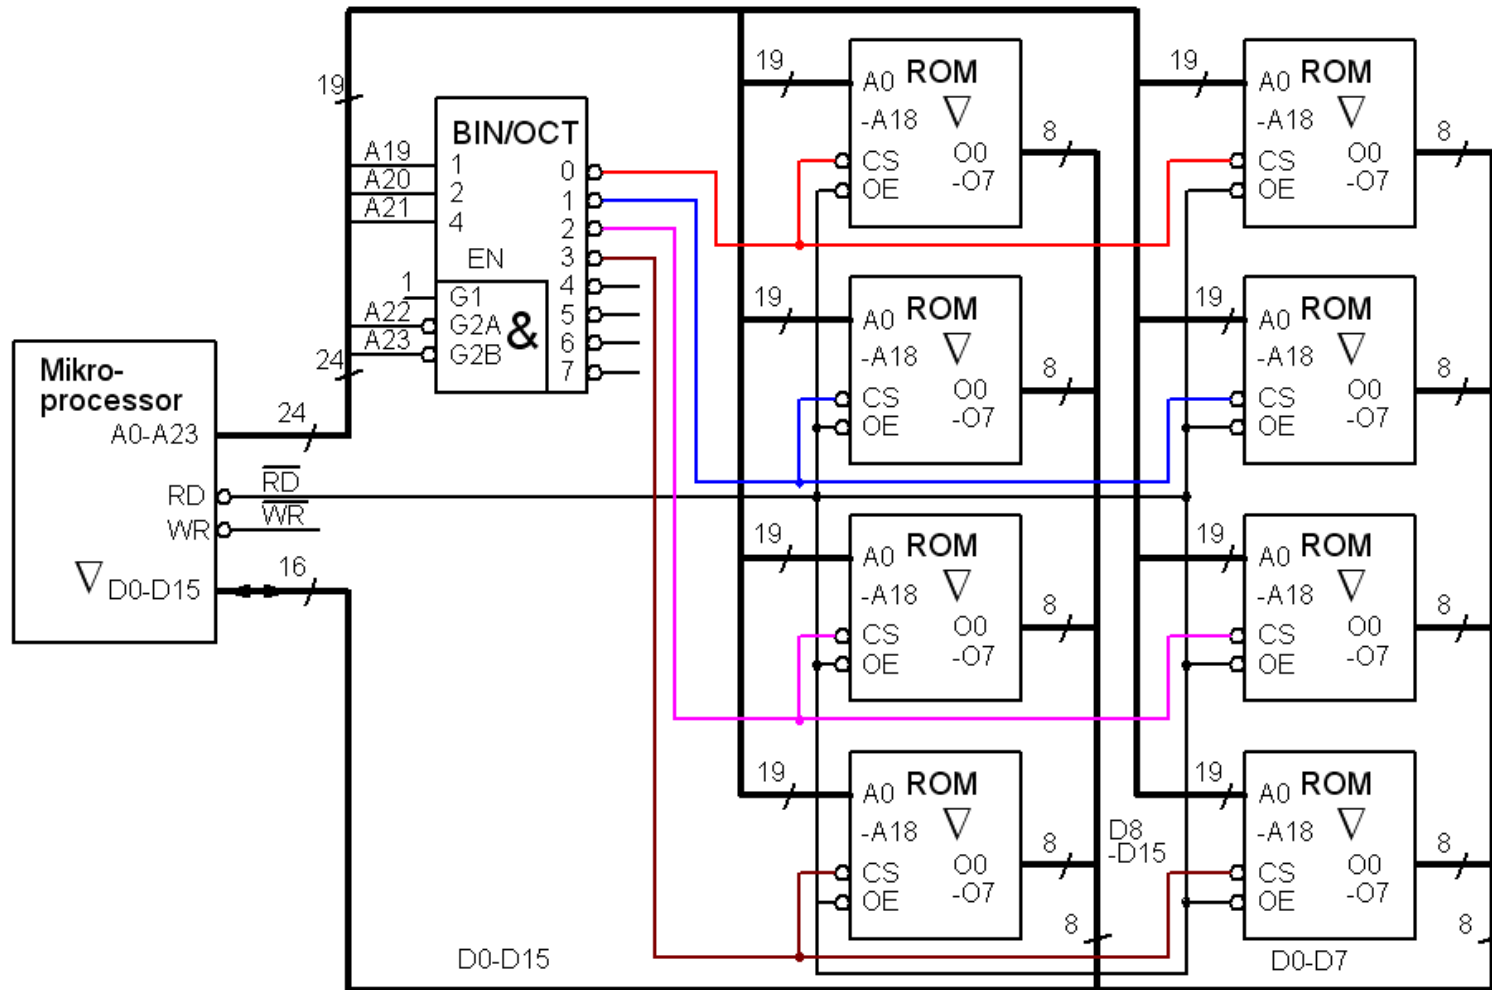 19
BIN/OCT
A19
1
A20
2
A21
4
EN
0
1
2
3
4
5
6
7
1
G1
A22
G2A
A23
G2B
&
24
Mikro-
processor
A0-A23
24
RD
RD
WR
WR
D0-D15
16
D0-D15
19
A0 ROM
-A18
8
CS
O0
OE
-O7
19
A0 ROM
-A18
8
CS
O0
OE
-O7
19
A0 ROM
-A18
8
CS
O0
OE
-O7
19
A0 ROM
-A18
8
CS
O0
OE
-O7
19
A0 ROM
-A18
8
CS
O0
OE
-O7
19
A0 ROM
-A18
8
CS
O0
OE
-O7
19
A0 ROM
-A18
8
CS
O0
OE
-O7
19
A0 ROM
-A18
8
CS
O0
OE
-O7
D8
-D15
8
8
D0-D7